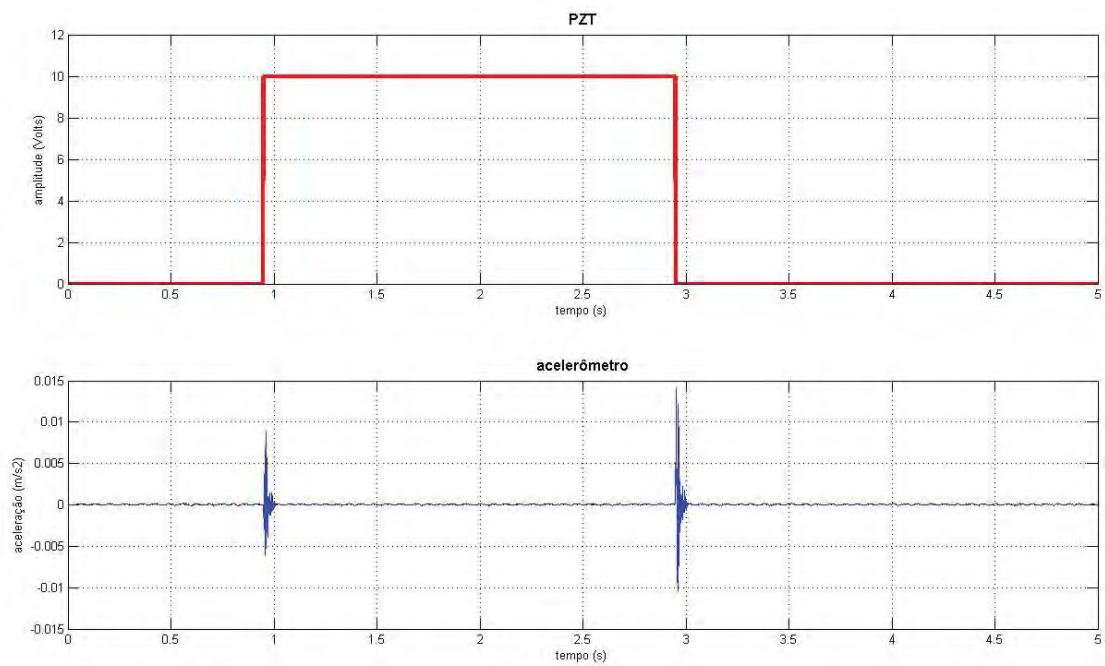 PZT
12
10
8
6
4
2
0
amplitude (Volts)
0 0.5 1 1.5 2 2.5 3 3.5 4 4.5 5
tempo (s)
acelerômetro
0.015
0.01
0.005
0
-0.005
-0.01
-0.015
aceleração (m/s2)
0 0.5 1 1.5 2 2.5 3 3.5 4 4.5 5
tempo (s)